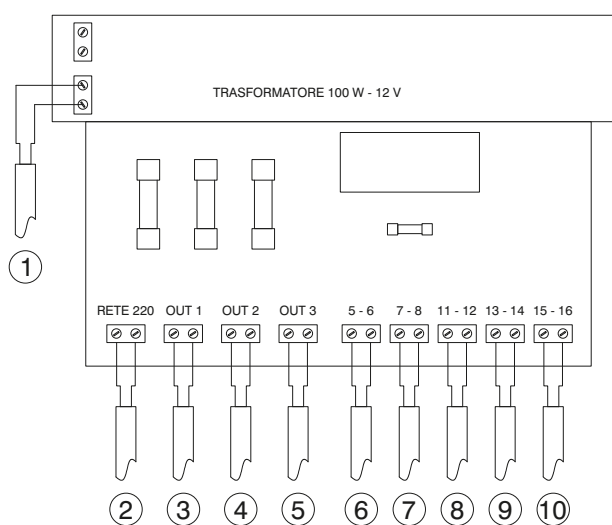 TRASFORMATORE 100 W - 12 V
1
RETE 220 OUT 1 OUT 2 OUT 3 5 - 6 7 - 8 11 - 12 13 - 14 15 - 16
2 3 4 5 6 7 8 9 10